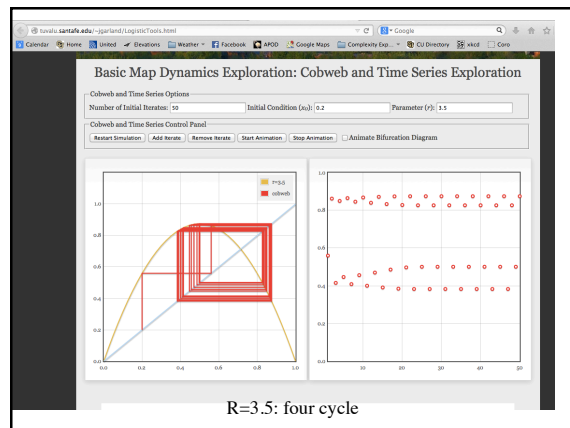 tuvalu.santafe.edu/~jgarland/LogisticTools.html
Google
Calendar Home United Elevations Weather Facebook APOD Google Maps Complexity Exp... CU Directory xkcd Coro
Basic Map Dynamics Exploration: Cobweb and Time Series Exploration
Cobweb and Time Series Options
Number of Initial Iterates: 50 Initial Condition (x₀): 0.2 Parameter (r): 3.5
Cobweb and Time Series Control Panel
Restart Simulation Add Iterate Remove Iterate Start Animation Stop Animation Animate Bifurcation Diagram
r=3.5
cobweb
1.0
0.8
0.6
0.4
0.2
0.0
0.0 0.2 0.4 0.6 0.8 1.0
1.0
0.8
0.6
0.4
0.2
0.0
10 20 30 40 50
R=3.5: four cycle